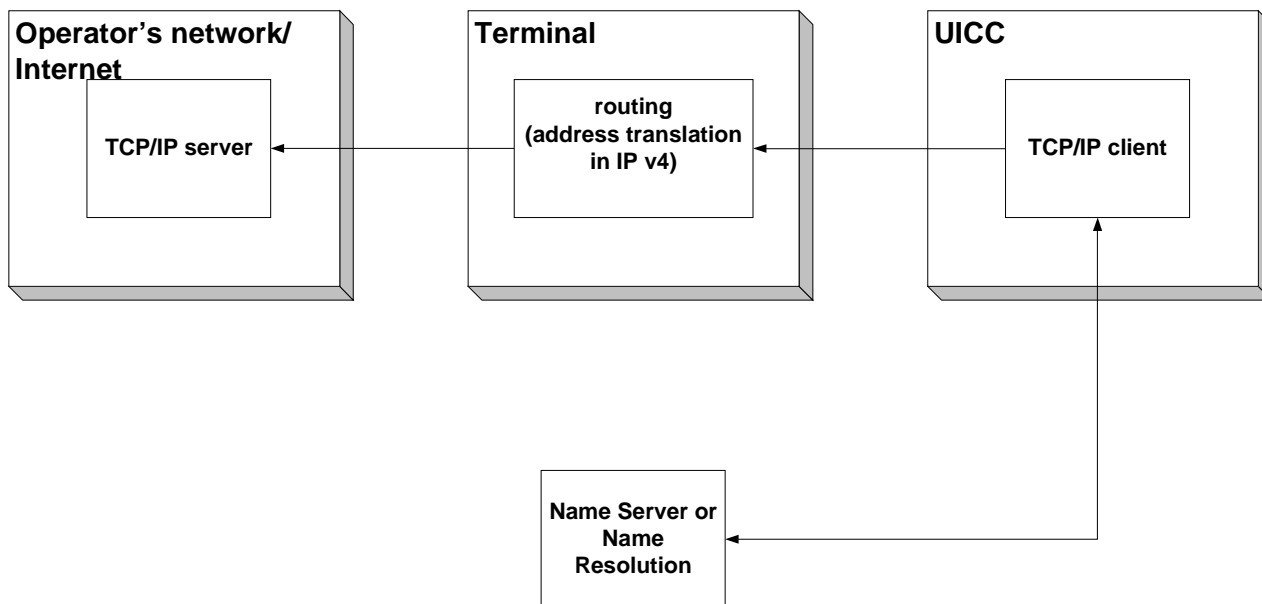 Operator’s network/
Internet
TCP/IP server
Terminal
routing
(address translation
in IP v4)
UICC
TCP/IP client
Name Server or
Name
Resolution